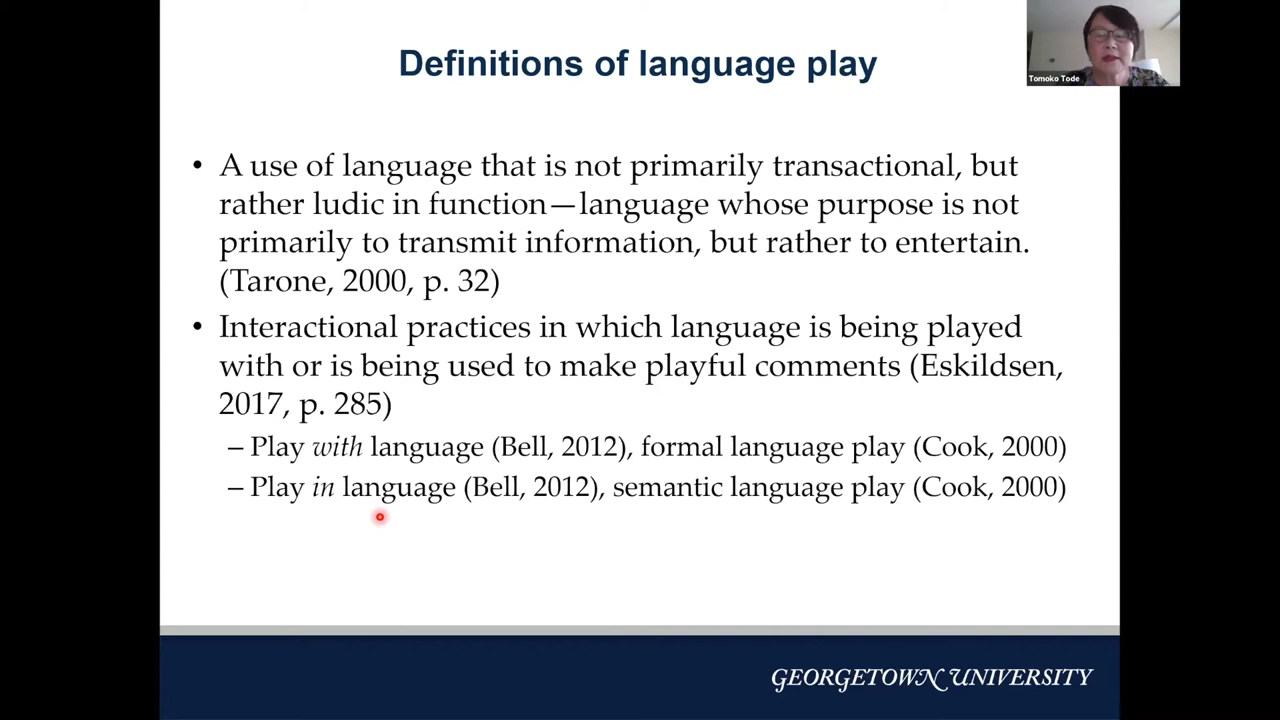 Definitions of language play
Tomoko Tode
• A use of language that is not primarily transactional, but
rather ludic in function—language whose purpose is not
primarily to transmit information, but rather to entertain.
(Tarone, 2000, p. 32)
• Interactional practices in which language is being played
with or is being used to make playful comments (Eskildsen,
2017, p. 285)
– Play with language (Bell, 2012), formal language play (Cook, 2000)
– Play in language (Bell, 2012), semantic language play (Cook, 2000)
GEORGETOWN UNIVERSITY